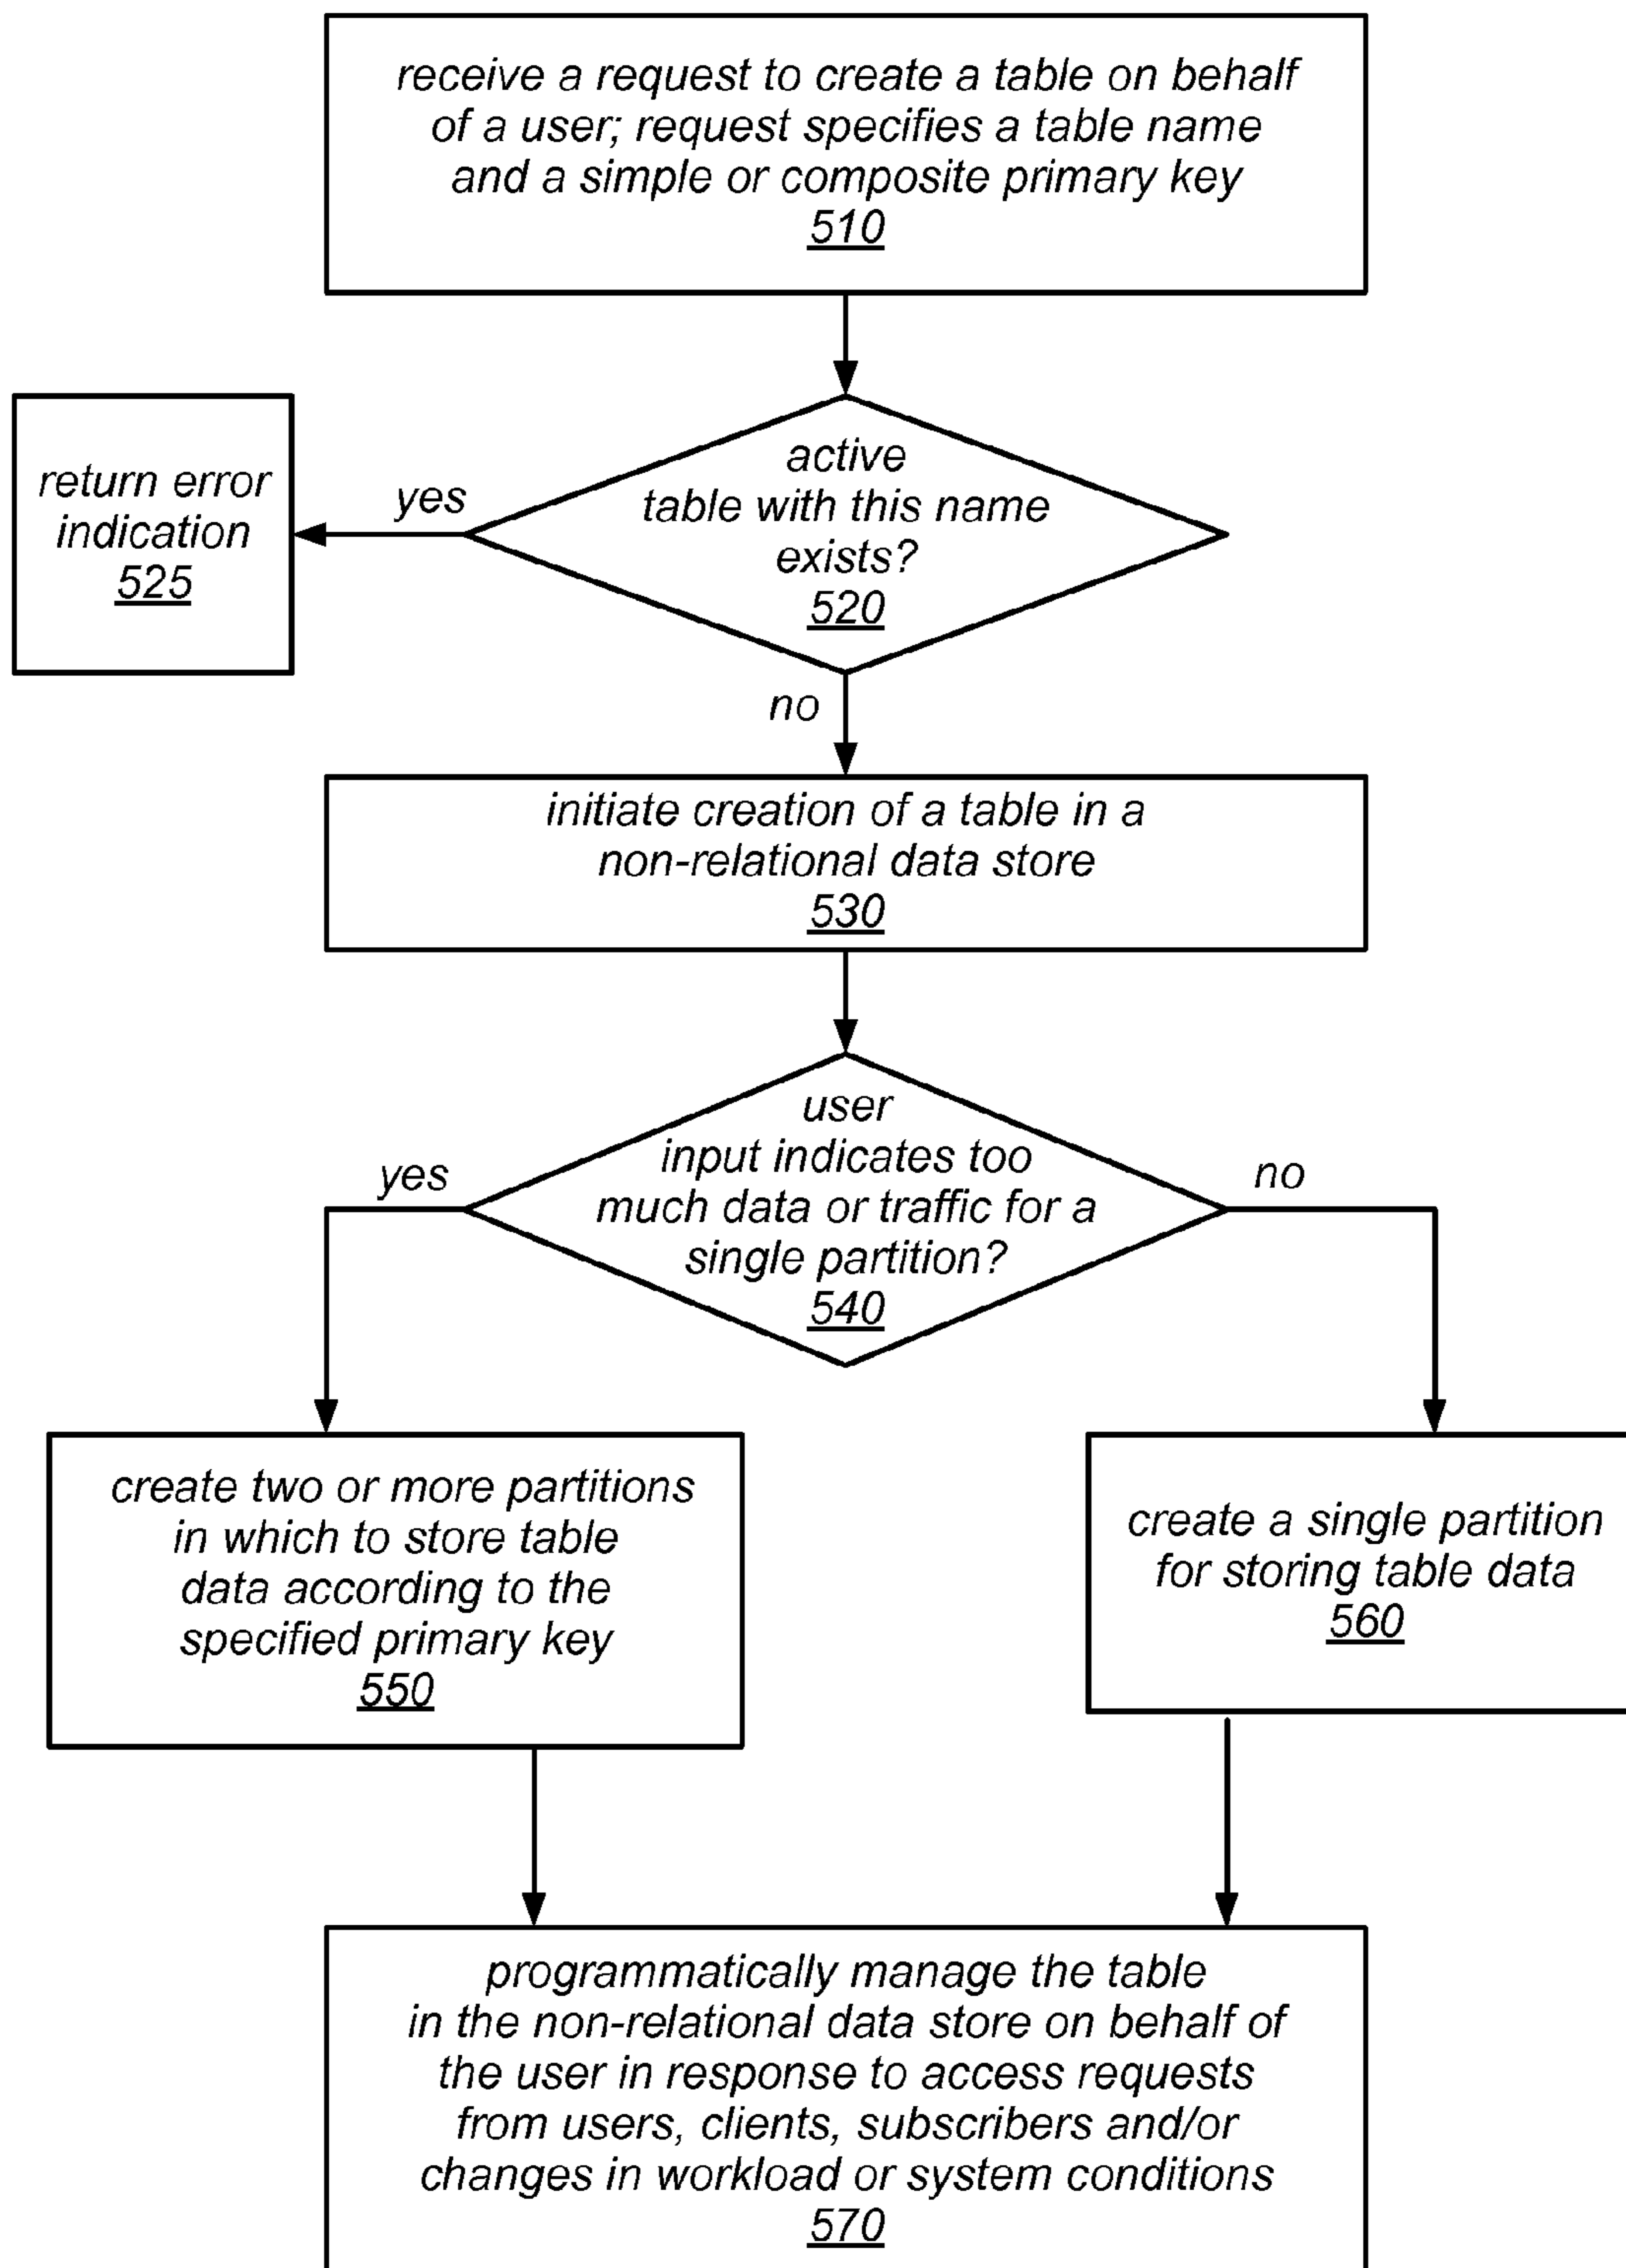 receive a request to create a table on behalf
of a user; request specifies a table name
and a simple or composite primary key
510
active
table with this name
exists?
520
yes
return error
indication
525
no
initiate creation of a table in a
non-relational data store
530
user
input indicates too
much data or traffic for a
single partition?
540
yes
no
create two or more partitions
in which to store table
data according to the
specified primary key
550
create a single partition
for storing table data
560
programmatically manage the table
in the non-relational data store on behalf of
the user in response to access requests
from users, clients, subscribers and/or
changes in workload or system conditions
570